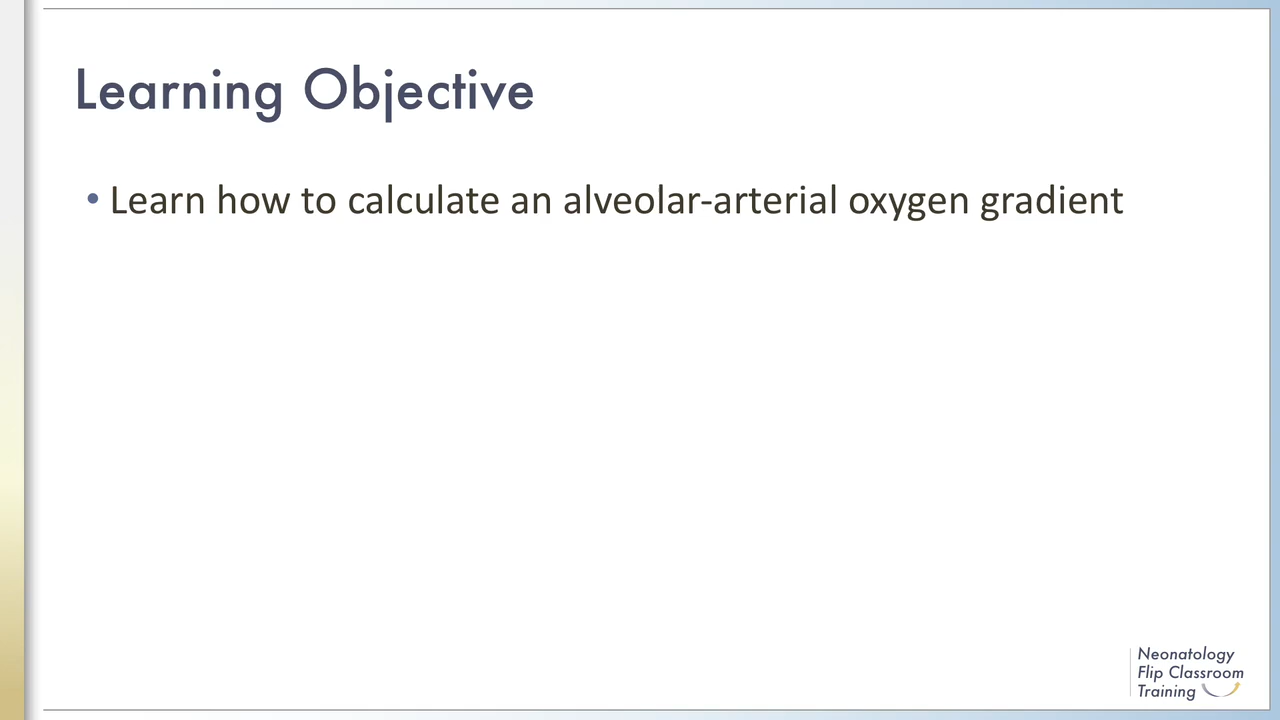 Learning Objective
• Learn how to calculate an alveolar-arterial oxygen gradient
Neonatology
Flip Classroom
Training